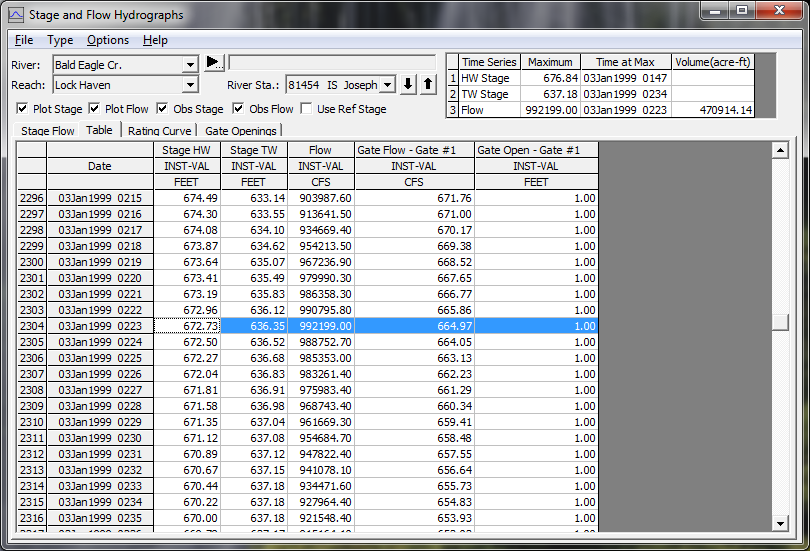 Stage and Flow Hydrographs
File Type Options Help
River: Bald Eagle Cr.
Reach: Lock Haven River Sta.: 81454 IS Joseph
Plot Stage Plot Flow Obs Stage Obs Flow Use Ref Stage
Time Series Maximum Time at Max Volume(acre-ft)
1 HW Stage 676.84 03Jan1999 0147
2 TW Stage 637.18 03Jan1999 0234
3 Flow 992199.00 03Jan1999 0223 470914.14
Stage Flow Table Rating Curve Gate Openings
Stage HW Stage TW Flow Gate Flow - Gate #1 Gate Open - Gate #1
Date INST-VAL INST-VAL INST-VAL INST-VAL INST-VAL
FEET FEET CFS CFS FEET
2296 03Jan1999 0215 674.49 633.14 903987.60 671.76 1.00
2297 03Jan1999 0216 674.30 633.55 913641.50 671.00 1.00
2298 03Jan1999 0217 674.08 634.10 934669.40 670.17 1.00
2299 03Jan1999 0218 673.87 634.62 954213.50 669.38 1.00
2300 03Jan1999 0219 673.64 635.07 967236.90 668.52 1.00
2301 03Jan1999 0220 673.41 635.49 979990.30 667.65 1.00
2302 03Jan1999 0221 673.19 635.83 986358.30 666.77 1.00
2303 03Jan1999 0222 672.96 636.12 990795.80 665.86 1.00
2304 03Jan1999 0223 672.73 636.35 992199.00 664.97 1.00
2305 03Jan1999 0224 672.50 636.52 988752.70 664.05 1.00
2306 03Jan1999 0225 672.27 636.68 985353.00 663.13 1.00
2307 03Jan1999 0226 672.04 636.83 983261.40 662.23 1.00
2308 03Jan1999 0227 671.81 636.91 975983.40 661.29 1.00
2309 03Jan1999 0228 671.58 636.98 968743.40 660.34 1.00
2310 03Jan1999 0229 671.35 637.04 961669.30 659.41 1.00
2311 03Jan1999 0230 671.12 637.08 954684.70 658.48 1.00
2312 03Jan1999 0231 670.89 637.12 947822.40 657.55 1.00
2313 03Jan1999 0232 670.67 637.15 941078.10 656.64 1.00
2314 03Jan1999 0233 670.44 637.18 934471.60 655.73 1.00
2315 03Jan1999 0234 670.22 637.18 927964.40 654.83 1.00
2316 03Jan1999 0235 670.00 637.18 921548.40 653.93 1.00